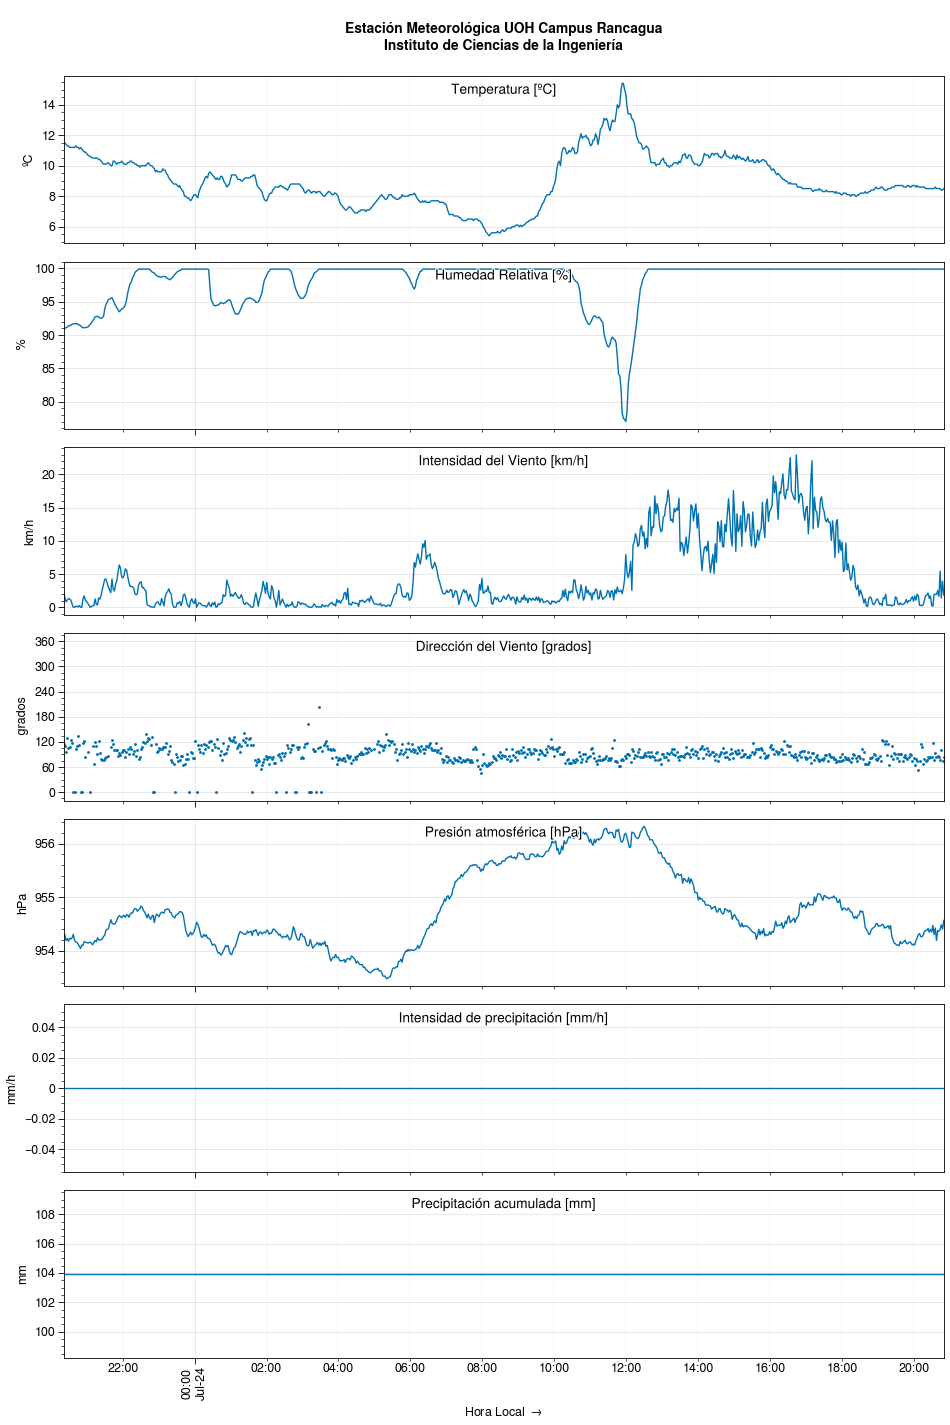 Estación Meteorológica UOH Campus Rancagua
Instituto de Ciencias de la Ingeniería
Temperatura [ºC]
14
12
10
8
6
ºC
Humedad Relativa [%]
100
95
90
85
80
%
Intensidad del Viento [km/h]
20
15
10
5
0
km/h
Dirección del Viento [grados]
360
300
240
180
120
60
0
grados
Presión atmosférica [hPa]
956
955
954
hPa
Intensidad de precipitación [mm/h]
0.04
0.02
0
−0.02
−0.04
mm/h
Precipitación acumulada [mm]
108
106
104
102
100
mm
22:00
00:00
Jul-24
02:00
04:00
06:00
08:00
10:00
12:00
14:00
16:00
18:00
20:00
Hora Local →